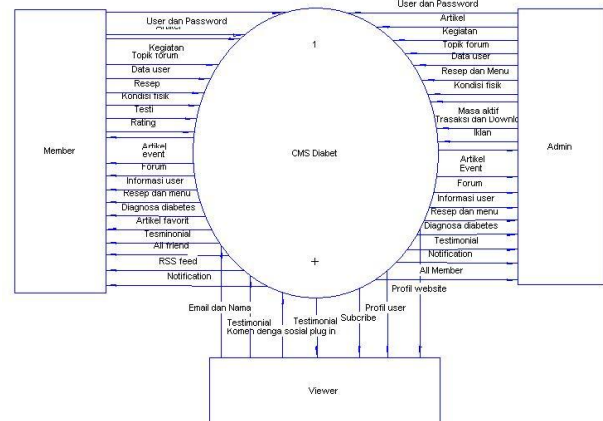 User dan Password
Artikel
Kegiatan
Topik forum
Data user
Resep
Kondisi fisik
Testi
Rating
Artikel
event
Forum
Informasi user
Resep dan menu
Diagnosa diabetes
Artikel favorit
Tesminonial
All friend
RSS feed
Notification
Member
1
CMS Diabet
+
User dan Password
Artikel
Kegiatan
Topik forum
Data user
Resep dan Menu
Kondisi fisik
Masa aktif
Trasaksi dan Downlo
Iklan
Artikel
Event
Forum
Informasi user
Resep dan menu
Diagnosa diabetes
Testimonial
Notification
All Member
Admin
Email dan Nama
Testimonial
Komen denga sosial plug in
Testimonial
Subcribe
Profil user
Profil website
Viewer